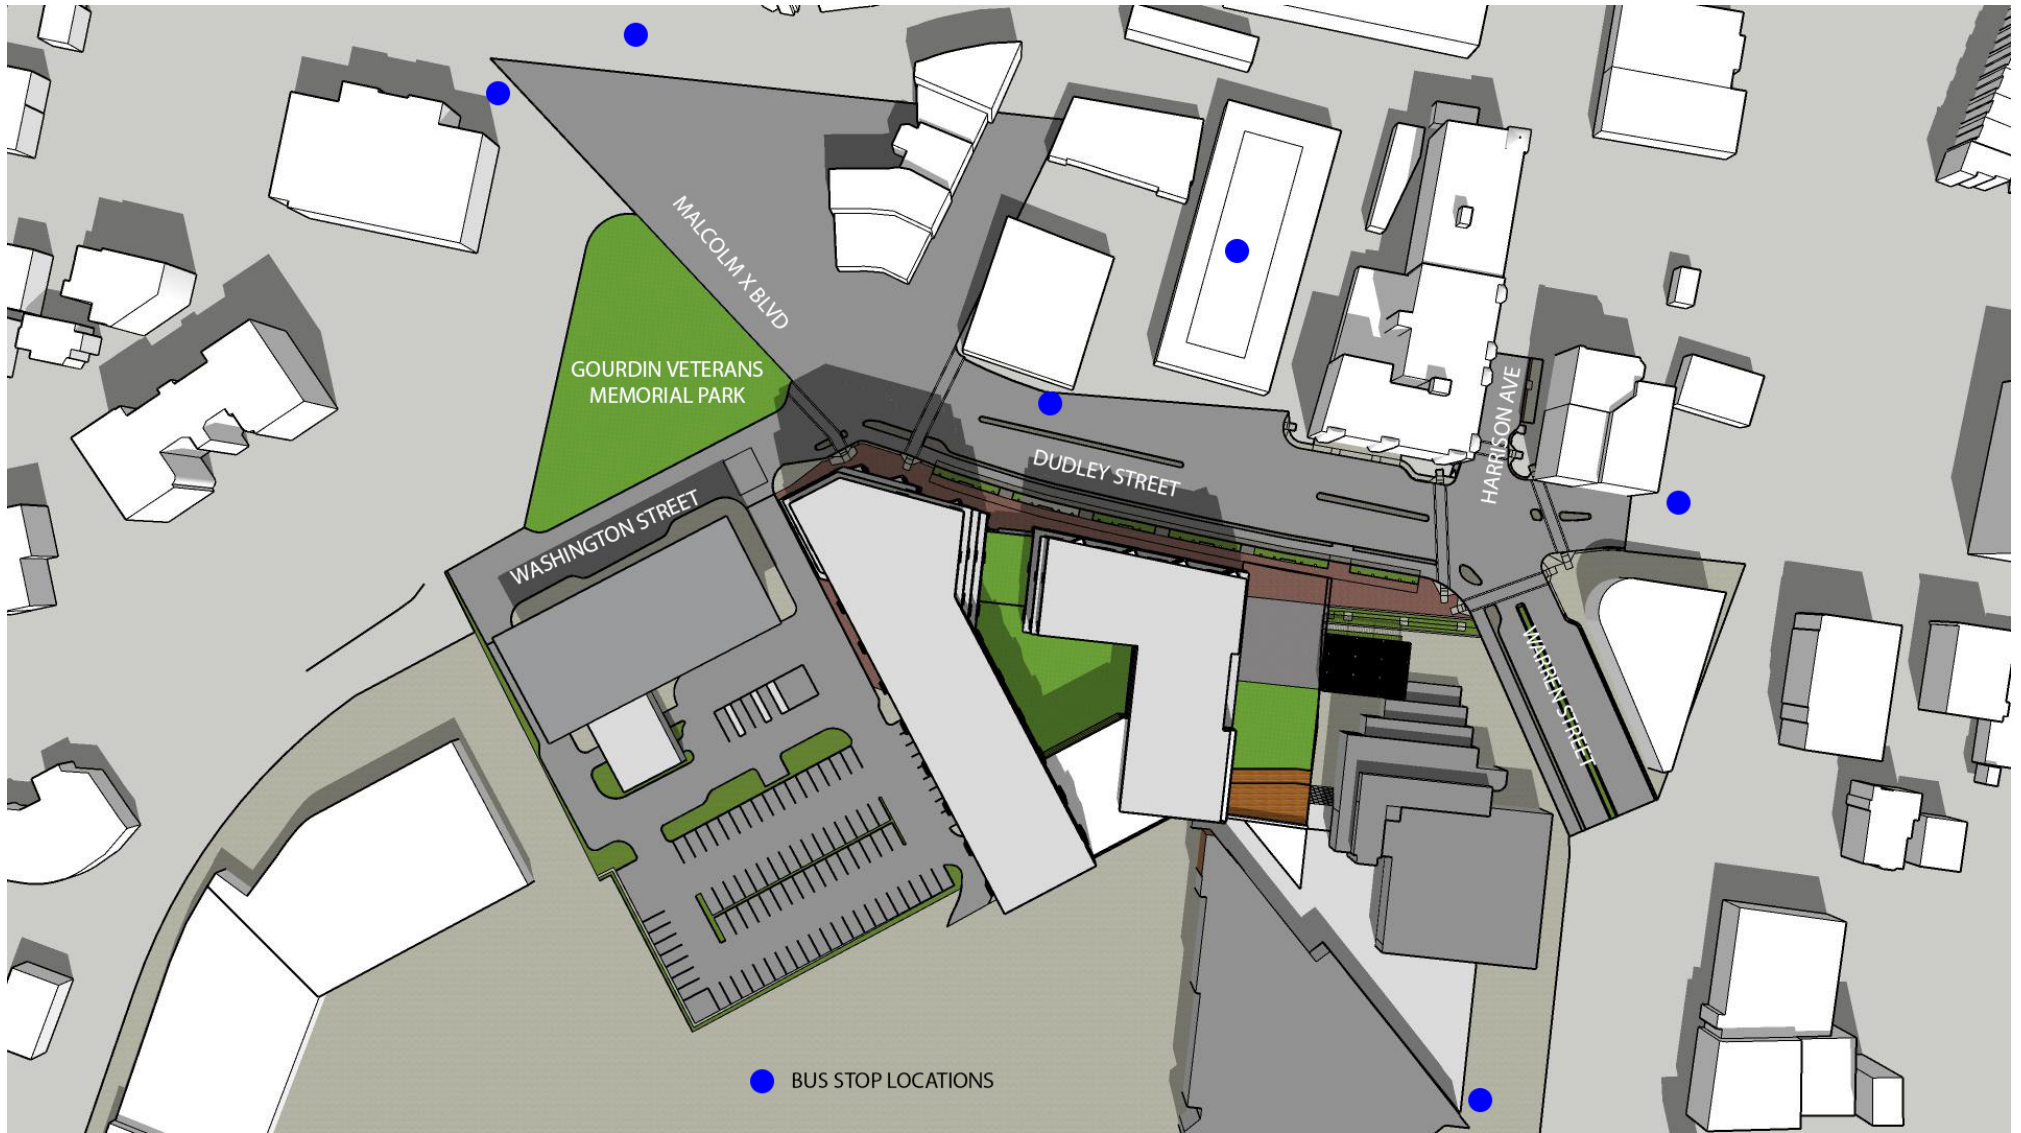 MALCOLM X BLVD
GOURDIN VETERANS
MEMORIAL PARK
HARRISON AVE
DUDLEY STREET
WASHINGTON STREET
WARREN STREET
BUS STOP LOCATIONS